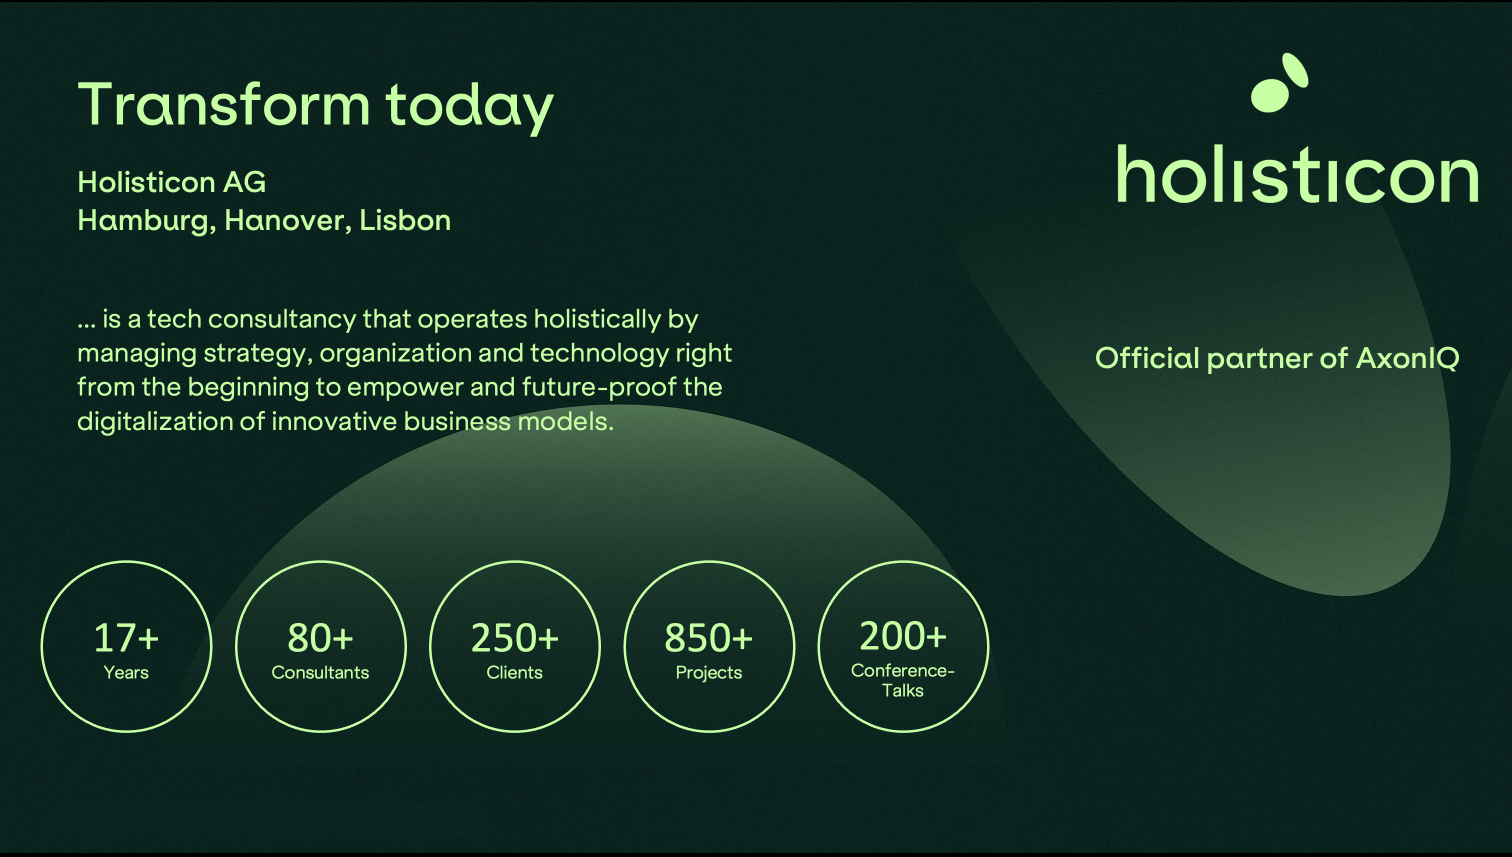 Transform today
holisticon
Holisticon AG
Hamburg, Hanover, Lisbon
... is a tech consultancy that operates holistically by
managing strategy, organization and technology right
from the beginning to empower and future-proof the
digitalization of innovative business models.
Official partner of AxonIQ
17+
Years
80+
Consultants
250+
Clients
850+
Projects
200+
Conference-
Talks